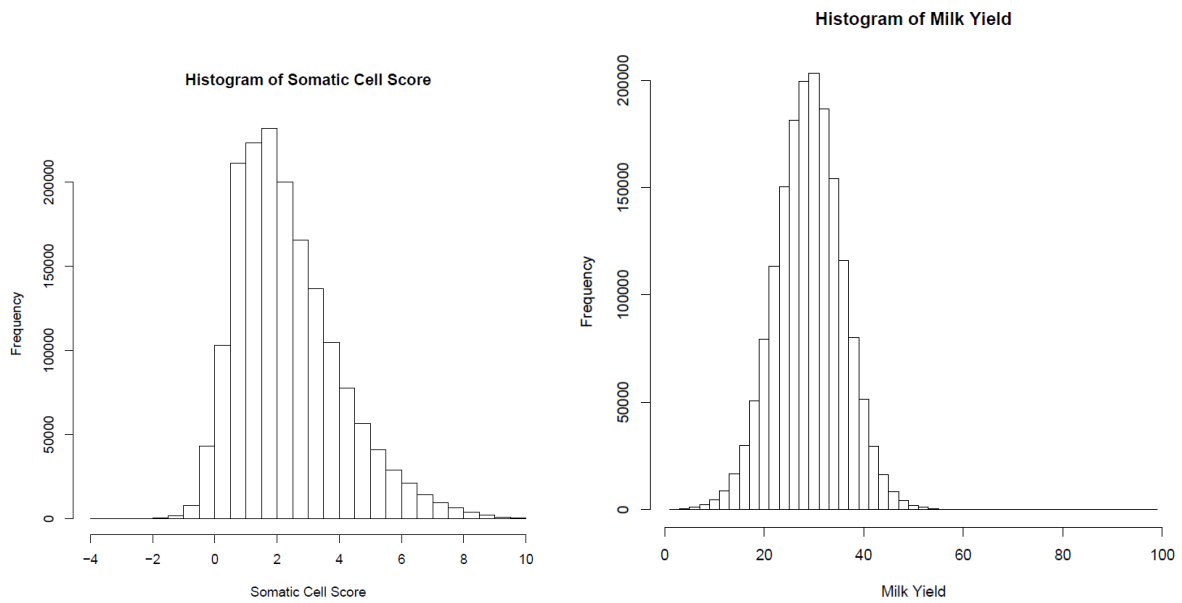 Histogram of Somatic Cell Score
Frequency
200000
150000
100000
50000
0
−4 −2 0 2 4 6 8 10
Somatic Cell Score
Histogram of Milk Yield
Frequency
200000
150000
100000
50000
0
0 20 40 60 80 100
Milk Yield